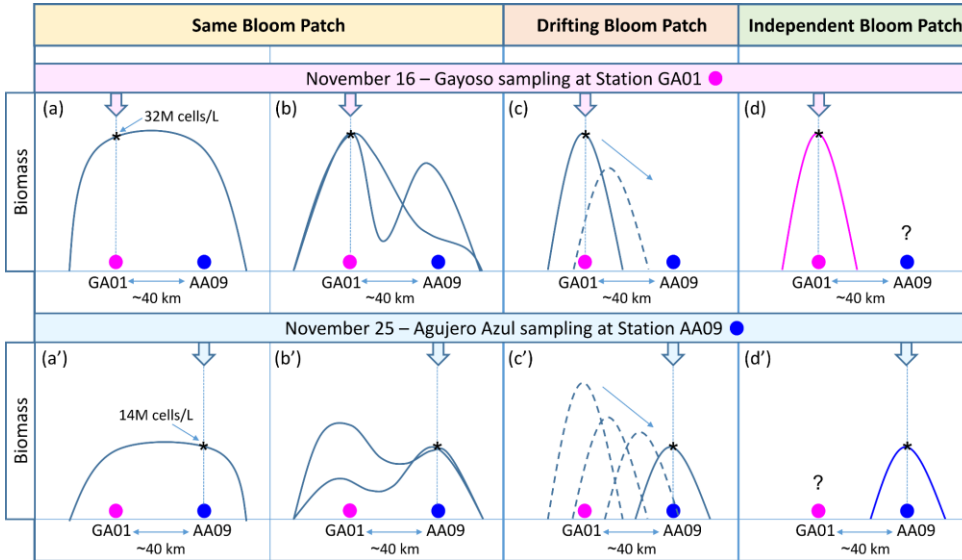 Same Bloom Patch
Drifting Bloom Patch
Independent Bloom Patch
November 16 – Gayoso sampling at Station GA01
Biomass
(a)
32M cells/L
*
GA01
AA09
~40 km
(b)
*
GA01
AA09
~40 km
(c)
*
GA01
AA09
~40 km
(d)
*
?
GA01
AA09
~40 km
November 25 – Agujero Azul sampling at Station AA09
Biomass
(a')
14M cells/L
*
GA01
AA09
~40 km
(b')
*
GA01
AA09
~40 km
(c')
*
GA01
AA09
~40 km
(d')
?
*
GA01
AA09
~40 km